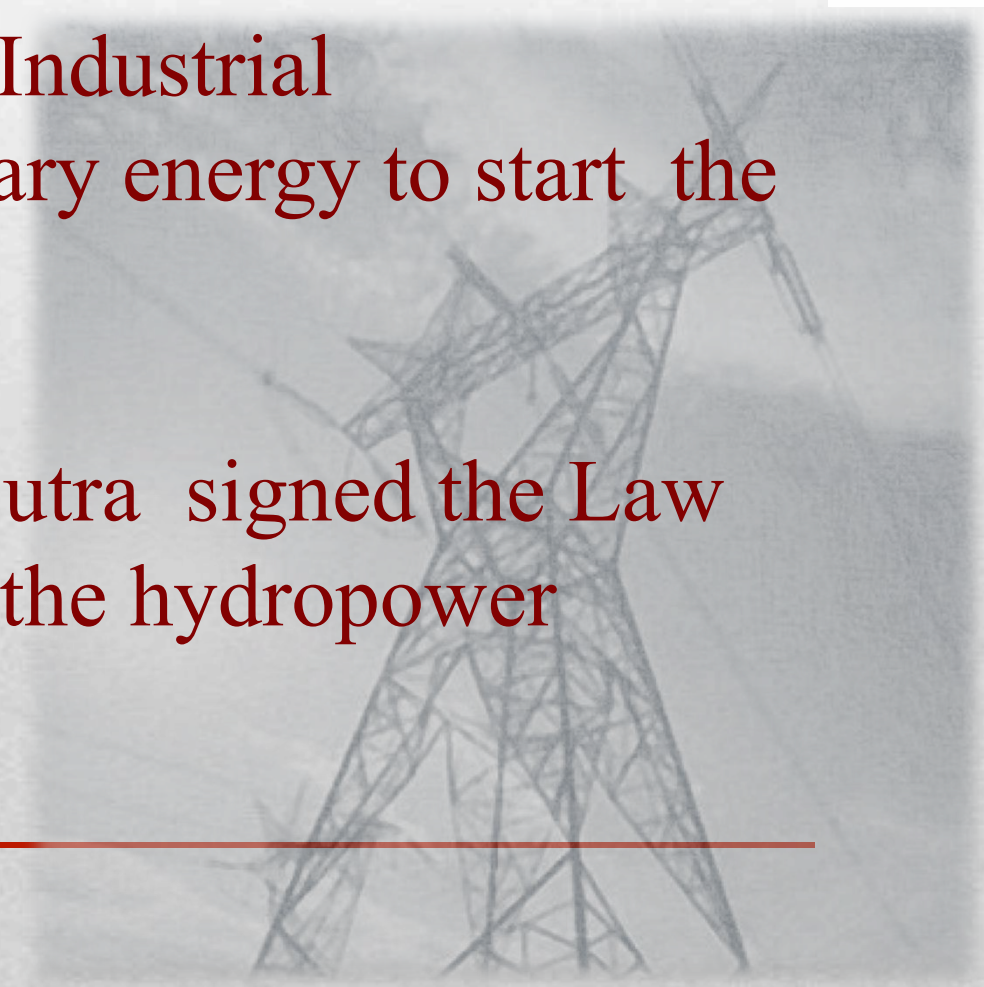 Industrial
ary energy to start  the
utra  signed the Law
the hydropower